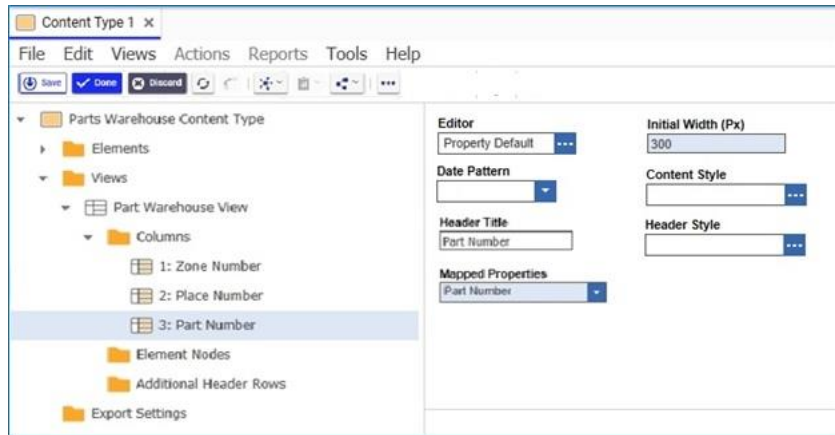 Content Type 1
File Edit Views Actions Reports Tools Help
Save Done Discard
Parts Warehouse Content Type
Elements
Views
Part Warehouse View
Columns
1: Zone Number
2: Place Number
3: Part Number
Element Nodes
Additional Header Rows
Export Settings
Editor
Property Default
Initial Width (Px)
300
Date Pattern
Content Style
Header Title
Part Number
Header Style
Mapped Properties
Part Number